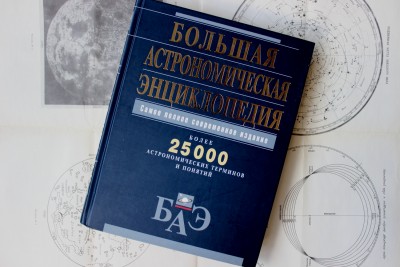 БОЛЬШАЯ
АСТРОНОМИЧЕСКАЯ
ЭНЦИКЛОПЕДИЯ
Самое полное современное издание
БОЛЕЕ
25000
АСТРОНОМИЧЕСКИХ ТЕРМИНОВ
И ПОНЯТИЙ
БАЭ